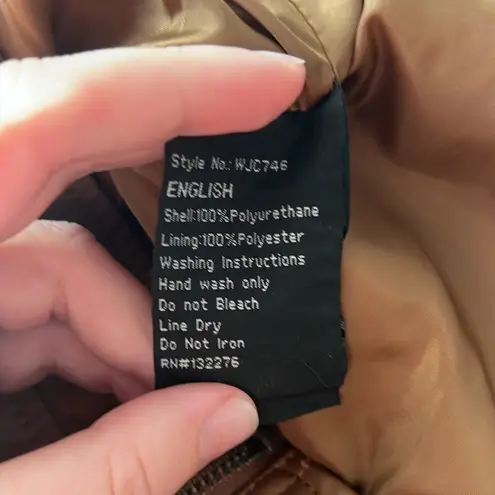 Style No.: WJC746
ENGLISH
Shell:100%Polyurethane
Lining:100%Polyester
Washing Instructions
Hand wash only
Do not Bleach
Line Dry
Do Not Iron
RN#132276